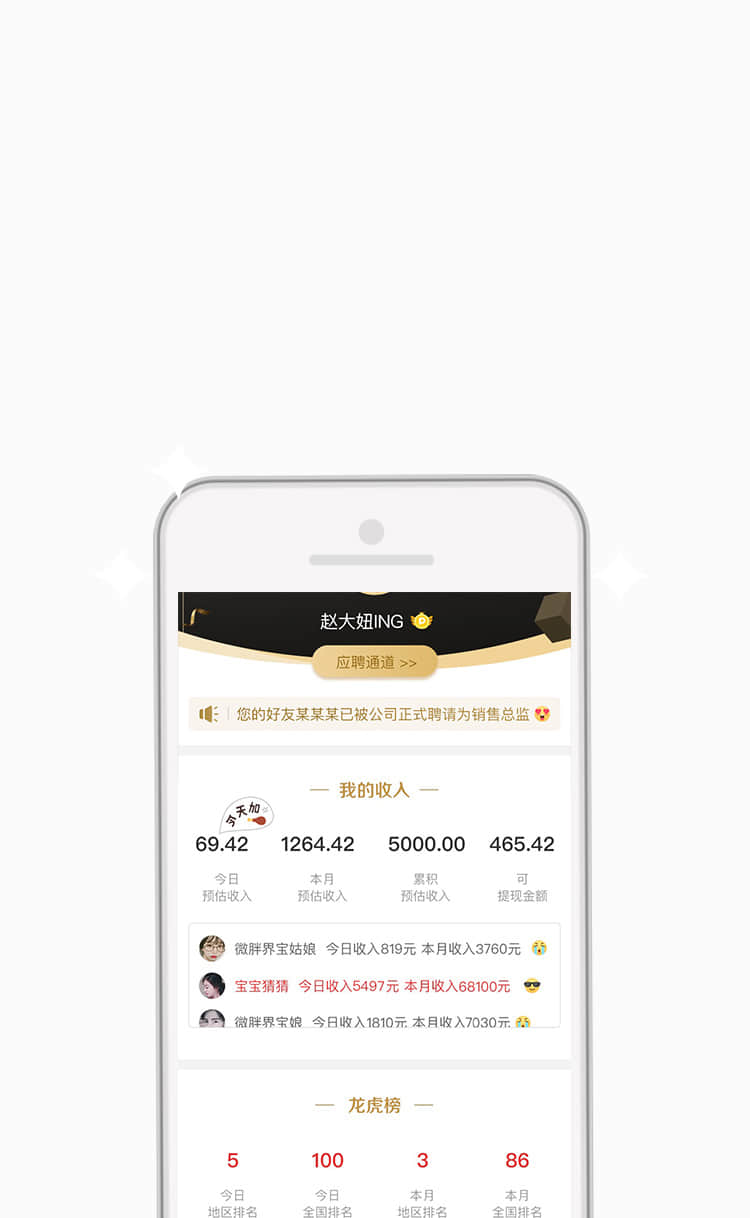 赵大妞ING
应聘通道 >>
您的好友某某某已被公司正式聘请为销售总监
我的收入
今天加
69.42 1264.42 5000.00 465.42
今日 本月 累积 可
预估收入 预估收入 预估收入 提现金额
微胖界宝姑娘 今日收入819元 本月收入3760元
宝宝猜猜 今日收入5497元 本月收入68100元
微胖界宝娘 今日收入1810元 本月收入7030元
龙虎榜
5 100 3 86
今日 今日 本月 本月
地区排名 全国排名 地区排名 全国排名